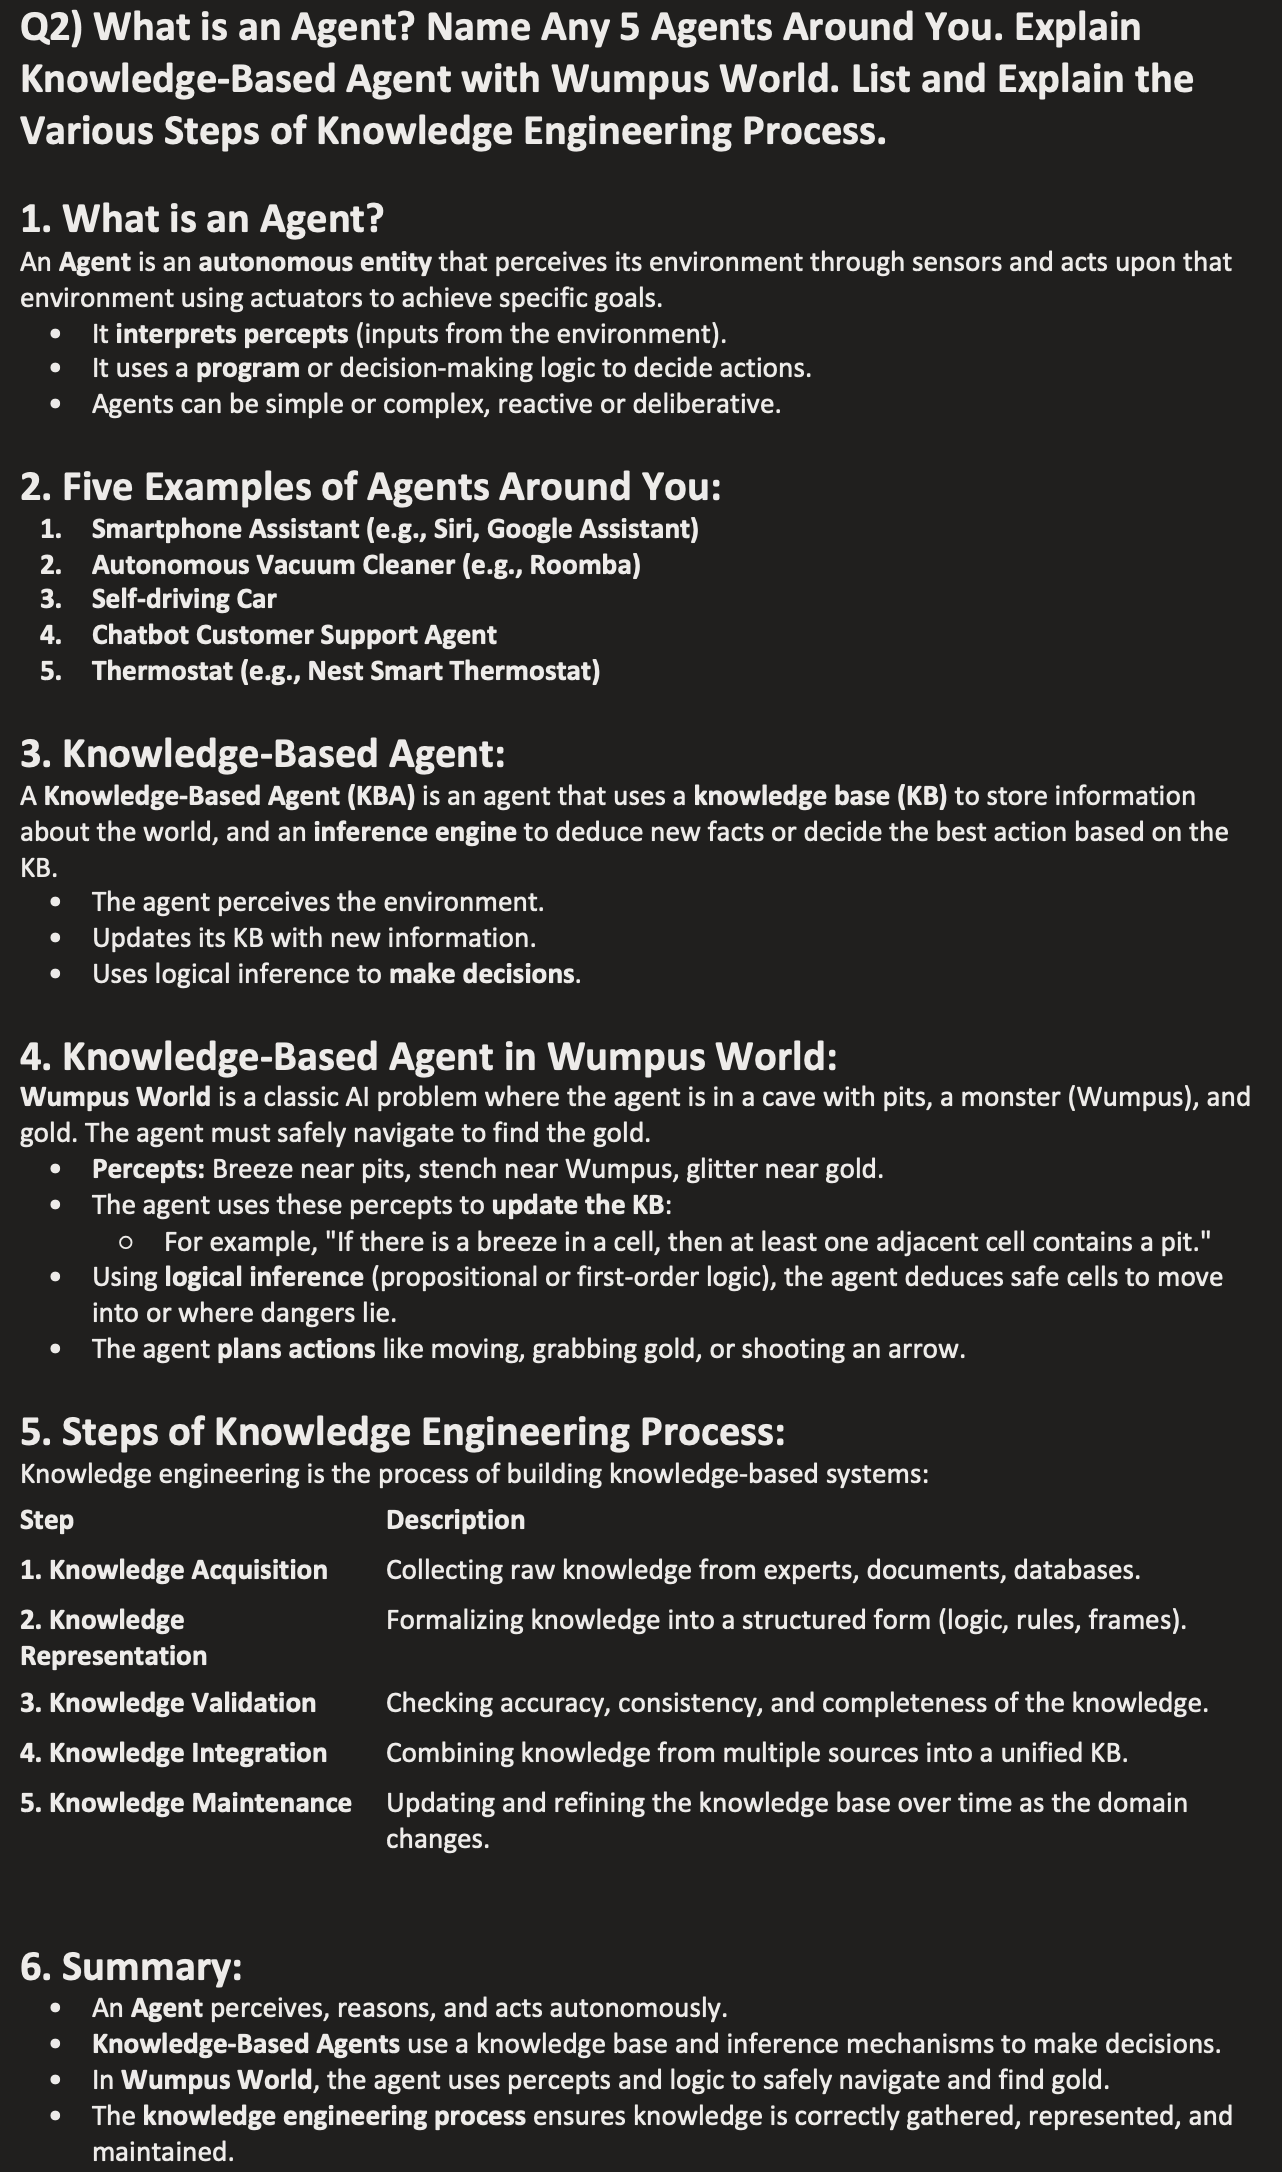 Q2) What is an Agent? Name Any 5 Agents Around You. Explain
Knowledge-Based Agent with Wumpus World. List and Explain the
Various Steps of Knowledge Engineering Process.
1. What is an Agent?
An Agent is an autonomous entity that perceives its environment through sensors and acts upon that
environment using actuators to achieve specific goals.
• It interprets percepts (inputs from the environment).
• It uses a program or decision-making logic to decide actions.
• Agents can be simple or complex, reactive or deliberative.
2. Five Examples of Agents Around You:
1. Smartphone Assistant (e.g., Siri, Google Assistant)
2. Autonomous Vacuum Cleaner (e.g., Roomba)
3. Self-driving Car
4. Chatbot Customer Support Agent
5. Thermostat (e.g., Nest Smart Thermostat)
3. Knowledge-Based Agent:
A Knowledge-Based Agent (KBA) is an agent that uses a knowledge base (KB) to store information
about the world, and an inference engine to deduce new facts or decide the best action based on the
KB.
• The agent perceives the environment.
• Updates its KB with new information.
• Uses logical inference to make decisions.
4. Knowledge-Based Agent in Wumpus World:
Wumpus World is a classic AI problem where the agent is in a cave with pits, a monster (Wumpus), and
gold. The agent must safely navigate to find the gold.
• Percepts: Breeze near pits, stench near Wumpus, glitter near gold.
• The agent uses these percepts to update the KB:
○ For example, "If there is a breeze in a cell, then at least one adjacent cell contains a pit."
• Using logical inference (propositional or first-order logic), the agent deduces safe cells to move
into or where dangers lie.
• The agent plans actions like moving, grabbing gold, or shooting an arrow.
5. Steps of Knowledge Engineering Process:
Knowledge engineering is the process of building knowledge-based systems:
Step Description
1. Knowledge Acquisition Collecting raw knowledge from experts, documents, databases.
2. Knowledge Formalizing knowledge into a structured form (logic, rules, frames).
Representation
3. Knowledge Validation Checking accuracy, consistency, and completeness of the knowledge.
4. Knowledge Integration Combining knowledge from multiple sources into a unified KB.
5. Knowledge Maintenance Updating and refining the knowledge base over time as the domain
changes.
6. Summary:
• An Agent perceives, reasons, and acts autonomously.
• Knowledge-Based Agents use a knowledge base and inference mechanisms to make decisions.
• In Wumpus World, the agent uses percepts and logic to safely navigate and find gold.
• The knowledge engineering process ensures knowledge is correctly gathered, represented, and
maintained.